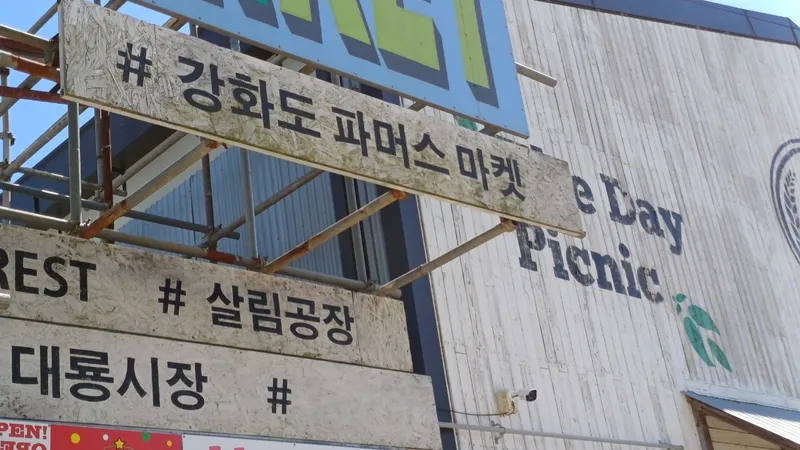 # 강화도 파머스 마켓
Day
Picnic
REST # 살림공장
대룡시장 #
PEN!